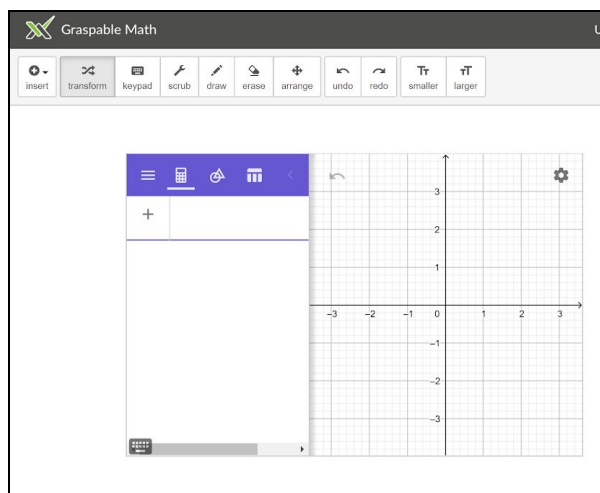 Graspable Math
U
insert transform keypad scrub draw erase arrange undo redo smaller larger
3
2
1
−3 −2 −1 0 1 2 3
−1
−2
−3